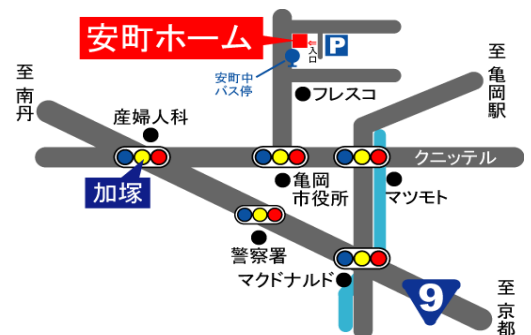 安町ホーム
入口
P
安町中
バス停
至南丹
至亀岡駅
フレスコ
産婦人科
クニッテル
加塚
亀岡
市役所
マツモト
警察署
マクドナルド
9
至京都